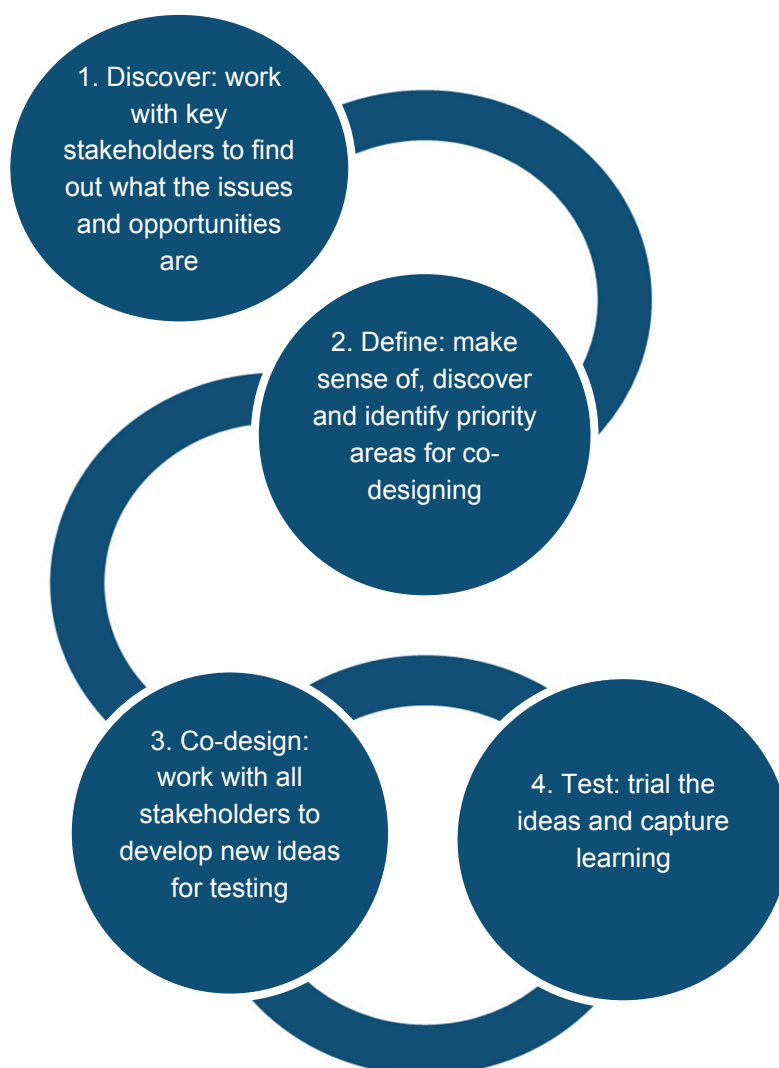 1. Discover: work
with key
stakeholders to find
out what the issues
and opportunities
are
2. Define: make
sense of, discover
and identify priority
areas for co-
designing
3. Co-design:
work with all
stakeholders to
develop new ideas
for testing
4. Test: trial the
ideas and capture
learning